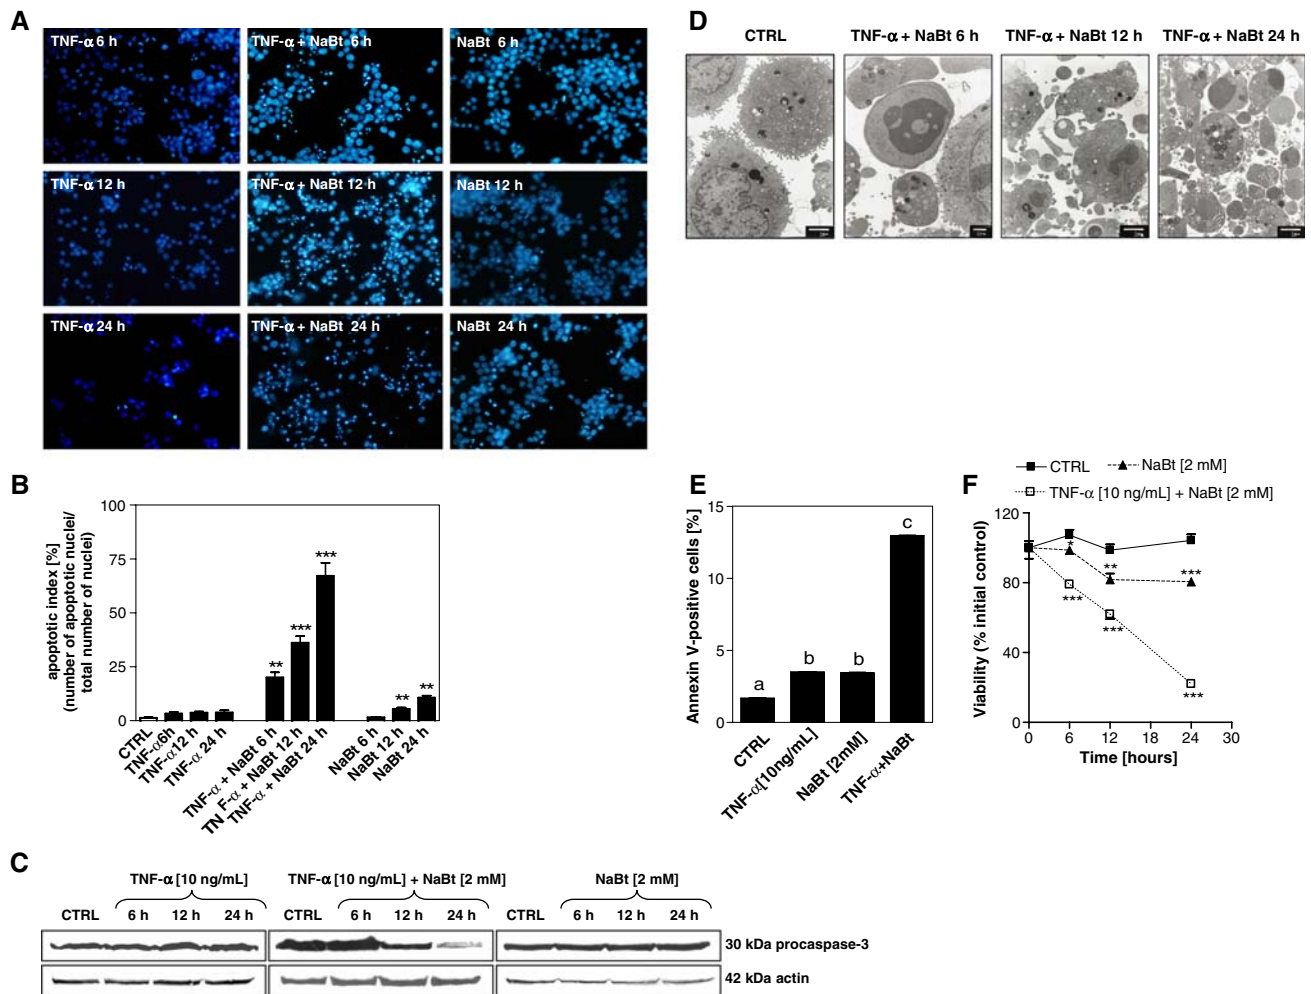 A
TNF-α 6 h
TNF-α + NaBt 6 h
NaBt 6 h
TNF-α 12 h
TNF-α + NaBt 12 h
NaBt 12 h
TNF-α 24 h
TNF-α + NaBt 24 h
NaBt 24 h
B
apoptotic index [%]
(number of apoptotic nuclei/
total number of nuclei)
100
75
50
25
0
**
***
***
**
**
CTRL
TNF-α6h
TNF-α12 h
TNF-α 24 h
TNF-α + NaBt 6 h
TN F-α + NaBt 12 h
TNF-α + NaBt 24 h
NaBt 6 h
NaBt 12 h
NaBt 24 h
C
TNF-α [10 ng/mL]
TNF-α [10 ng/mL] + NaBt [2 mM]
NaBt [2 mM]
CTRL 6 h 12 h 24 h
CTRL 6 h 12 h 24 h
CTRL 6 h 12 h 24 h
30 kDa procaspase-3
42 kDa actin
D
CTRL
TNF-α + NaBt 6 h
TNF-α + NaBt 12 h
TNF-α + NaBt 24 h
E
Annexin V-positive cells [%]
15
10
5
0
a
b
b
c
CTRL
TNF-α[10ng/mL]
NaBt [2mM]
TNF-α+NaBt
F
CTRL
NaBt [2 mM]
TNF-α [10 ng/mL] + NaBt [2 mM]
Viability (% initial control)
120
80
40
0
*
**
***
***
***
***
0 6 12 18 24 30
Time [hours]